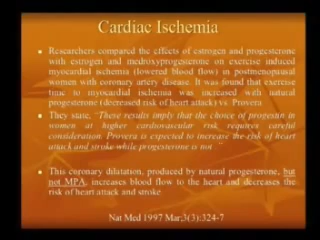 Cardiac Ischemia
Researchers compared the effects of estrogen and progesterone
with estrogen and medroxyprogesterone on exercise induced
myocardial ischemia (lowered blood flow) in postmenopausal
women with coronary artery disease. It was found that exercise
time to myocardial ischemia was increased with natural
progesterone (decreased risk of heart attack) vs. Provera
They state, "These results imply that the choice of progestin in
women at higher cardiovascular risk requires careful
consideration. Provera is expected to increase the risk of heart
attack and stroke while progesterone is not."
This coronary dilatation, produced by natural progesterone, but
not MPA, increases blood flow to the heart and decreases the
risk of heart attack and stroke.
Nat Med 1997 Mar;3(3):324-7